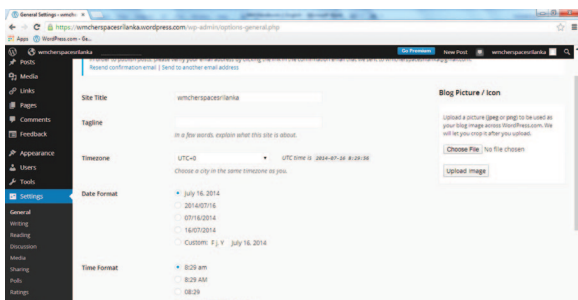 General Settings ‹ wmch
https://wmcherspacesrilanka.wordpress.com/wp-admin/options-general.php
Apps WordPress.com - Ge...
wmcherspacesrilanka Go Premium New Post wmcherspacesrilanka
Posts
Media
Links
Pages
Comments
Feedback
Appearance
Users
Tools
Settings
General
Writing
Reading
Discussion
Media
Sharing
Polls
Ratings
Resend confirmation email | Send to another email address
Site Title wmcherspacesrilanka
Tagline
In a few words, explain what this site is about.
Timezone UTC+0 UTC time is 2014-07-16 8:29:56
Choose a city in the same timezone as you.
Date Format July 16, 2014
2014/07/16
07/16/2014
16/07/2014
Custom: F j, Y July 16, 2014
Time Format 8:29 am
8:29 AM
08:29
Blog Picture / Icon
Upload a picture (jpeg or png) to be used as
your blog image across WordPress.com. We
will let you crop it after you upload.
Choose File No file chosen
Upload Image